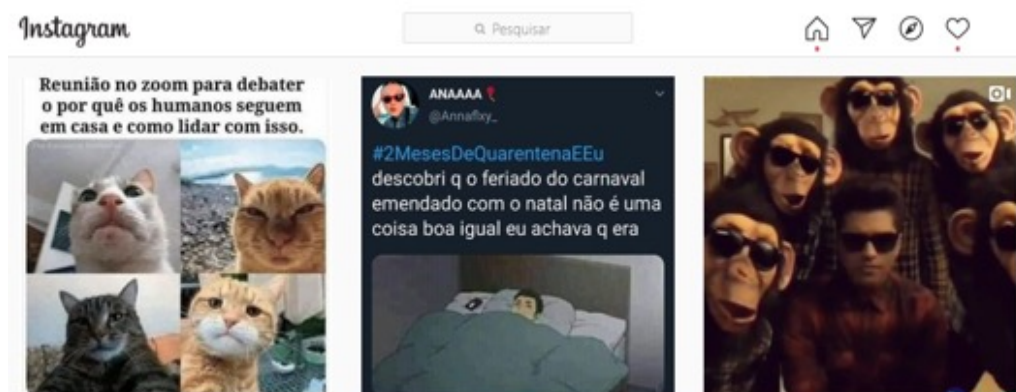 Instagram
Pesquisar
Reunião no zoom para debater
o por quê os humanos seguem
em casa e como lidar com isso.
ANAAAA
@Annaflxy_
#2MesesDeQuarentenaEEu
descobri q o feriado do carnaval
emendado com o natal não é uma
coisa boa igual eu achava q era